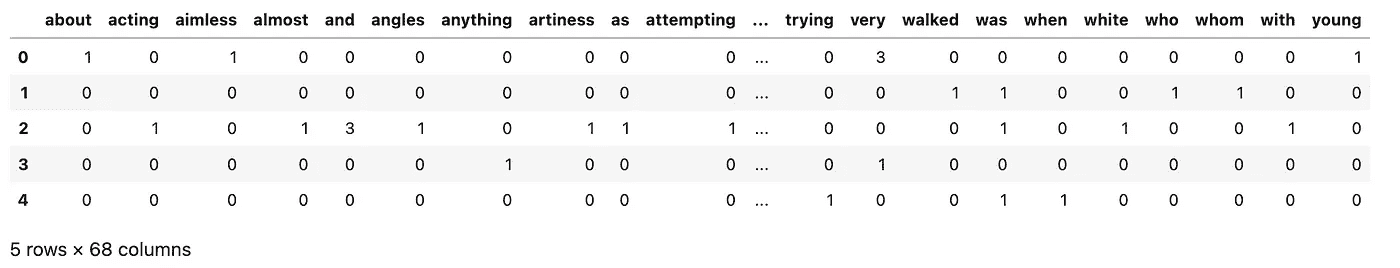 about acting aimless almost and angles anything artiness as attempting ... trying very walked was when white who whom with young
0 1 0 1 0 0 0 0 0 0 0 ... 0 3 0 0 0 0 0 0 0 1
1 0 0 0 0 0 0 0 0 0 0 ... 0 0 1 1 0 0 1 1 0 0
2 0 1 0 1 3 1 0 1 1 1 ... 0 0 0 1 0 1 0 0 1 0
3 0 0 0 0 0 0 1 0 0 0 ... 0 1 0 0 0 0 0 0 0 0
4 0 0 0 0 0 0 0 0 0 0 ... 1 0 0 1 1 0 0 0 0 0
5 rows × 68 columns